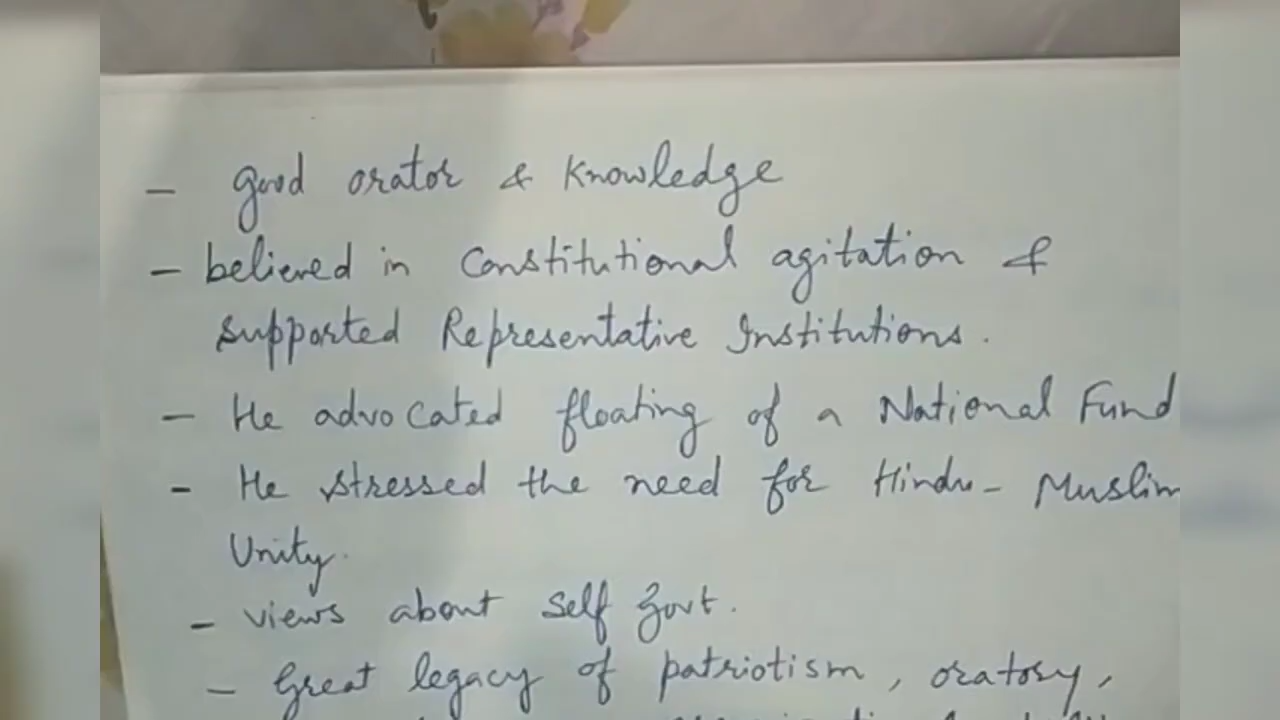 - good orator & Knowledge
- believed in Constitutional agitation &
supported Representative Institutions.
- He advocated floating of a National Fund
- He stressed the need for Hindu - Muslim
Unity.
- views about self govt.
- Great legacy of patriotism, oratory,